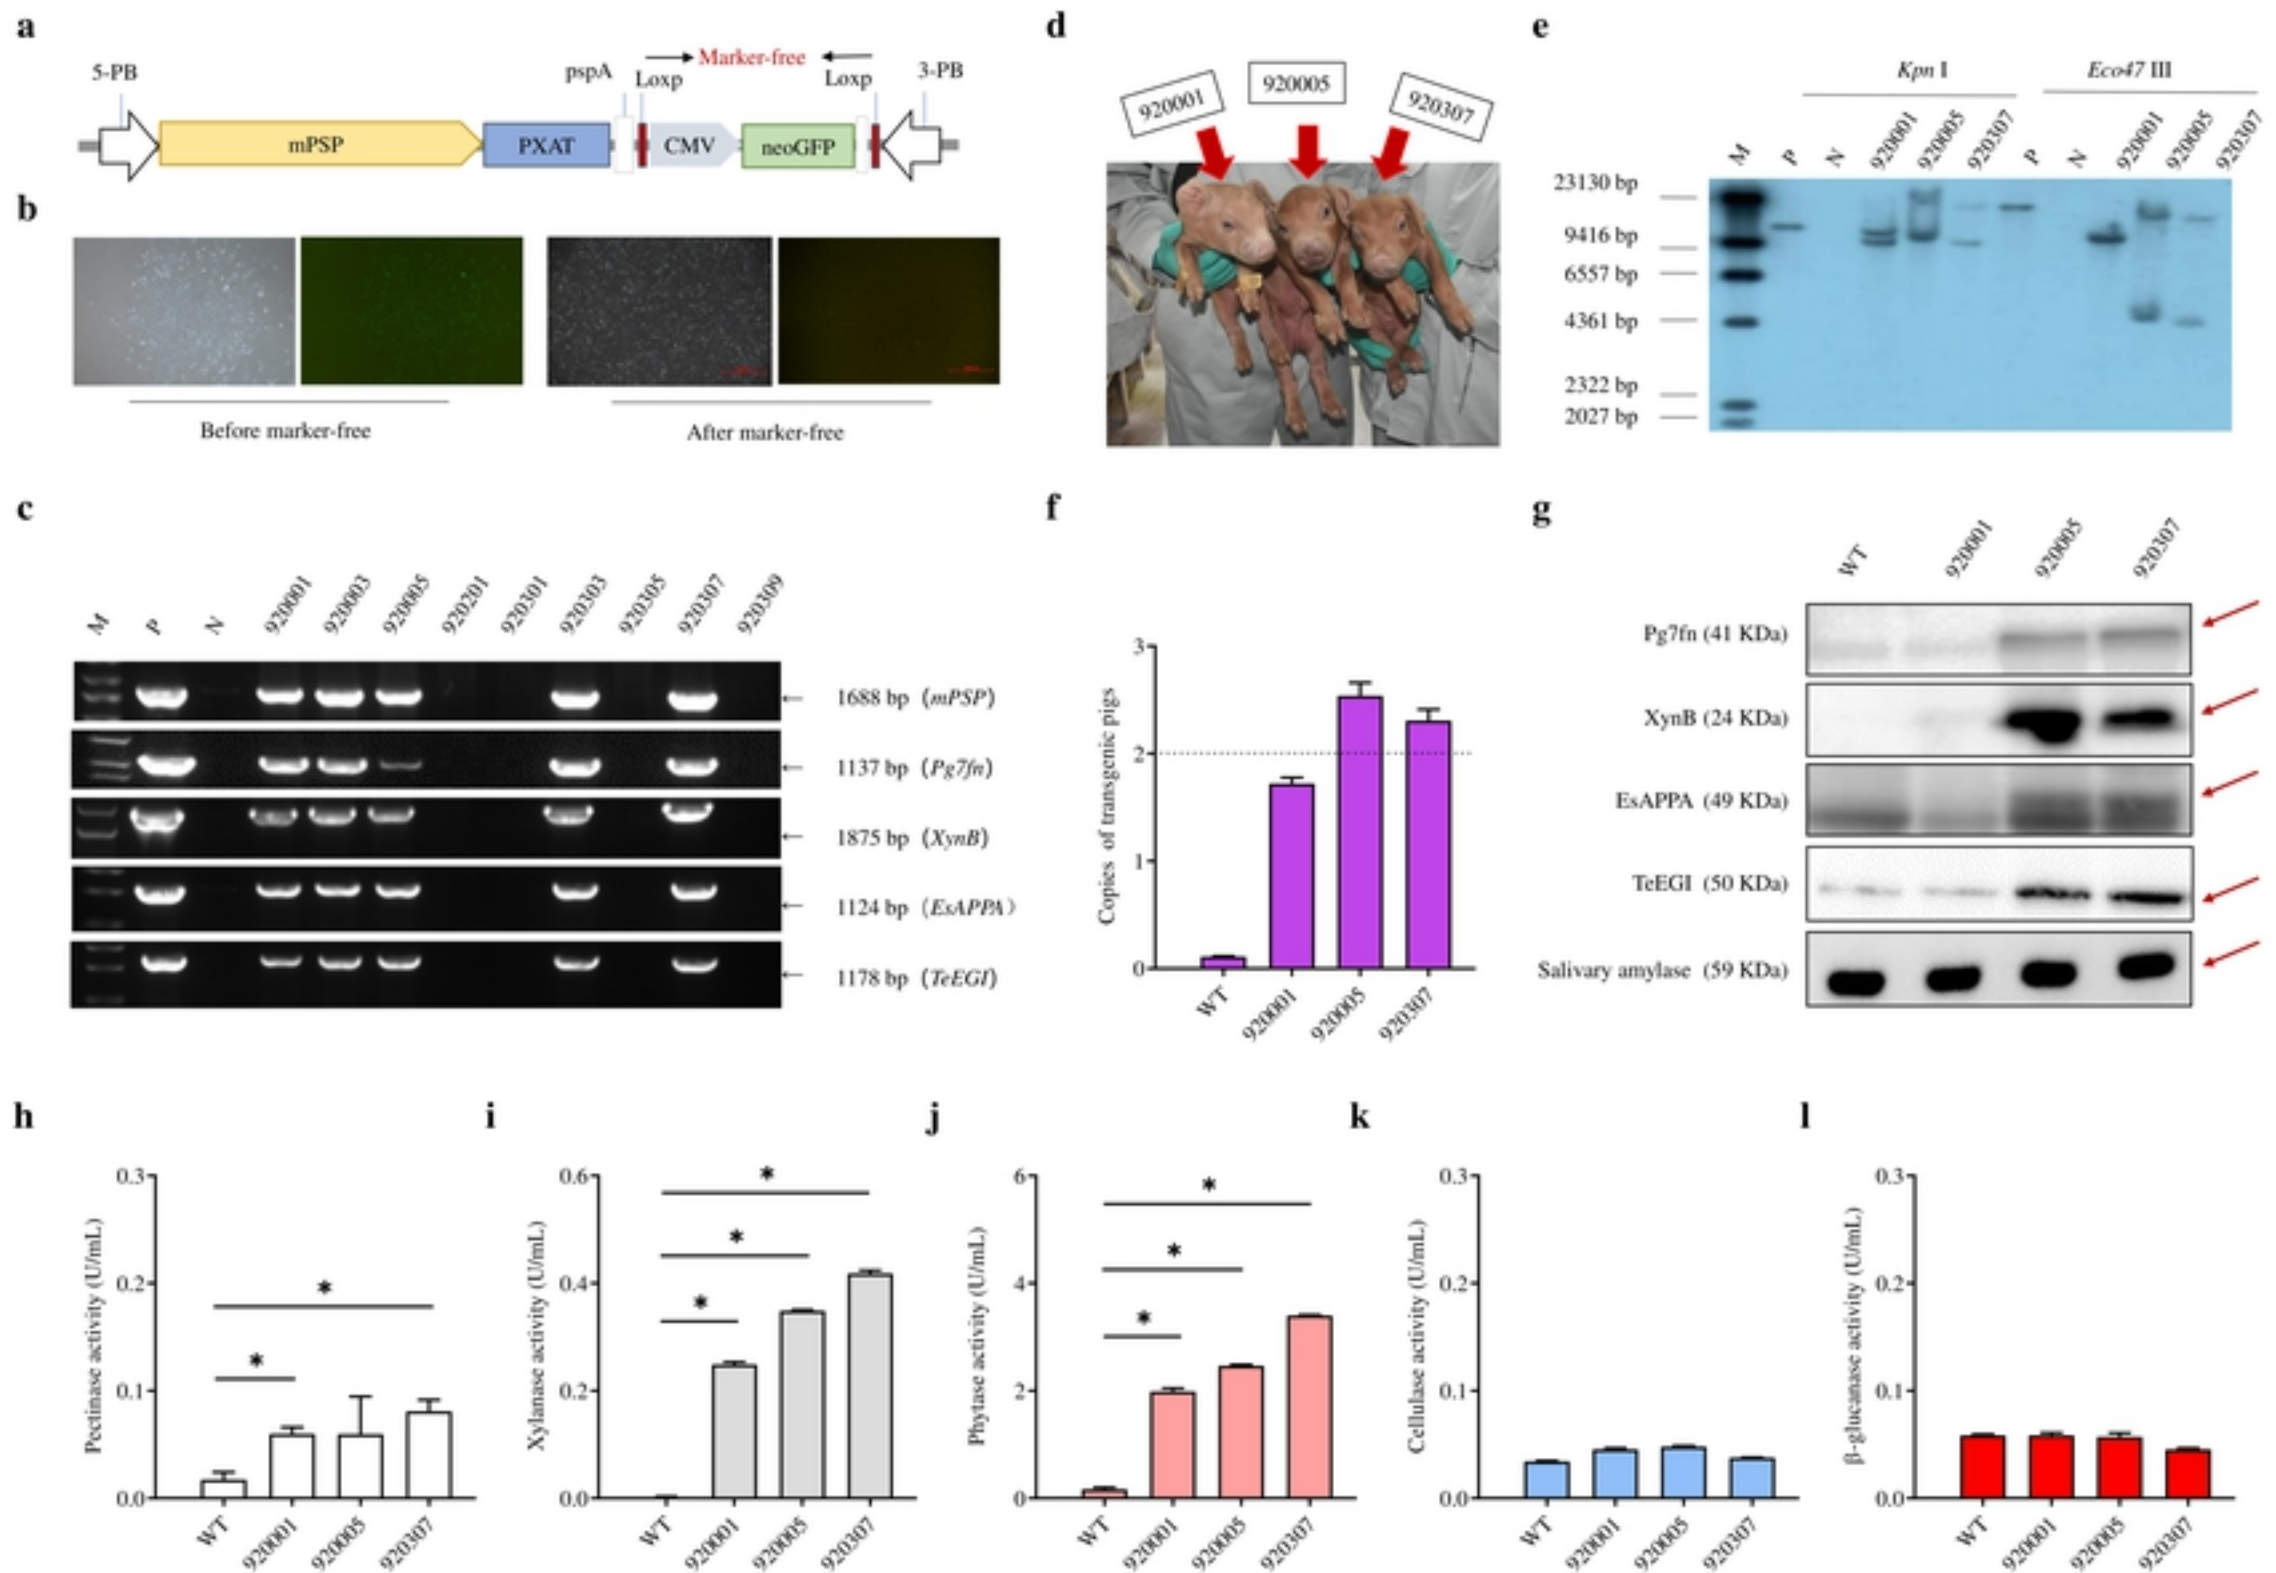 a
5-PB
pspA
Loxp
Marker-free
Loxp
3-PB
mPSP
PXAT
CMV
neoGFP
b
Before marker-free
After marker-free
c
M
P
N
920001
920003
920005
920201
920301
920303
920305
920307
920309
1688 bp (mPSP)
1137 bp (Pg7fn)
1875 bp (XynB)
1124 bp (EsAPPA)
1178 bp (TeEGI)
d
920001
920005
920307
e
Kpn I
Eco47 III
M
P
N
920001
920005
920307
P
N
920001
920005
920307
23130 bp
9416 bp
6557 bp
4361 bp
2322 bp
2027 bp
f
Copies of transgenic pigs
3
2
1
0
WT
920001
920005
920307
g
WT
920001
920005
920307
Pg7fn (41 KDa)
XynB (24 KDa)
EsAPPA (49 KDa)
TeEGI (50 KDa)
Salivary amylase (59 KDa)
h
Pectinase activity (U/mL)
0.3
0.2
0.1
0.0
*
*
WT
920001
920005
920307
i
Xylanase activity (U/mL)
0.6
0.4
0.2
0.0
*
*
*
WT
920001
920005
920307
j
Phytase activity (U/mL)
6
4
2
0
*
*
*
WT
920001
920005
920307
k
Cellulase activity (U/mL)
0.3
0.2
0.1
0.0
WT
920001
920005
920307
l
β-glucanase activity (U/mL)
0.3
0.2
0.1
0.0
WT
920001
920005
920307